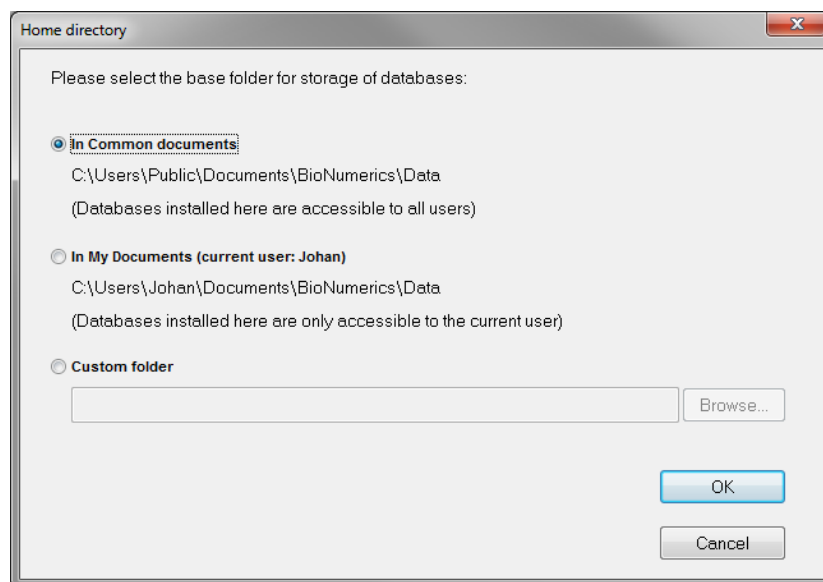 Home directory
Please select the base folder for storage of databases:
In Common documents
C:\Users\Public\Documents\BioNumerics\Data
(Databases installed here are accessible to all users)
In My Documents (current user: Johan)
C:\Users\Johan\Documents\BioNumerics\Data
(Databases installed here are only accessible to the current user)
Custom folder
Browse...
OK
Cancel